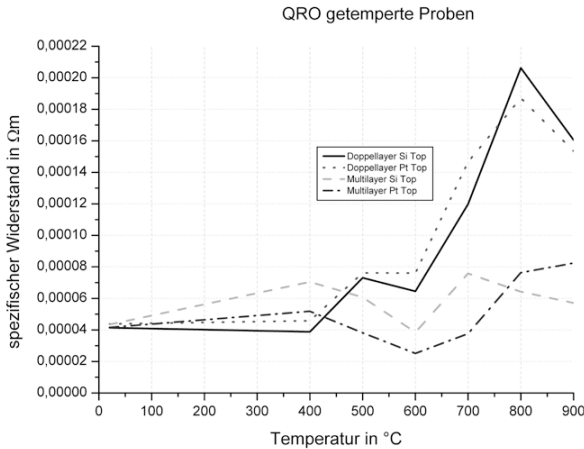 QRO getemperte Proben
spezifischer Widerstand in Ωm
0,00022
0,00020
0,00018
0,00016
0,00014
0,00012
0,00010
0,00008
0,00006
0,00004
0,00002
0,00000
Doppellayer Si Top
Doppellayer Pt Top
Multilayer Si Top
Multilayer Pt Top
0 100 200 300 400 500 600 700 800 900
Temperatur in °C